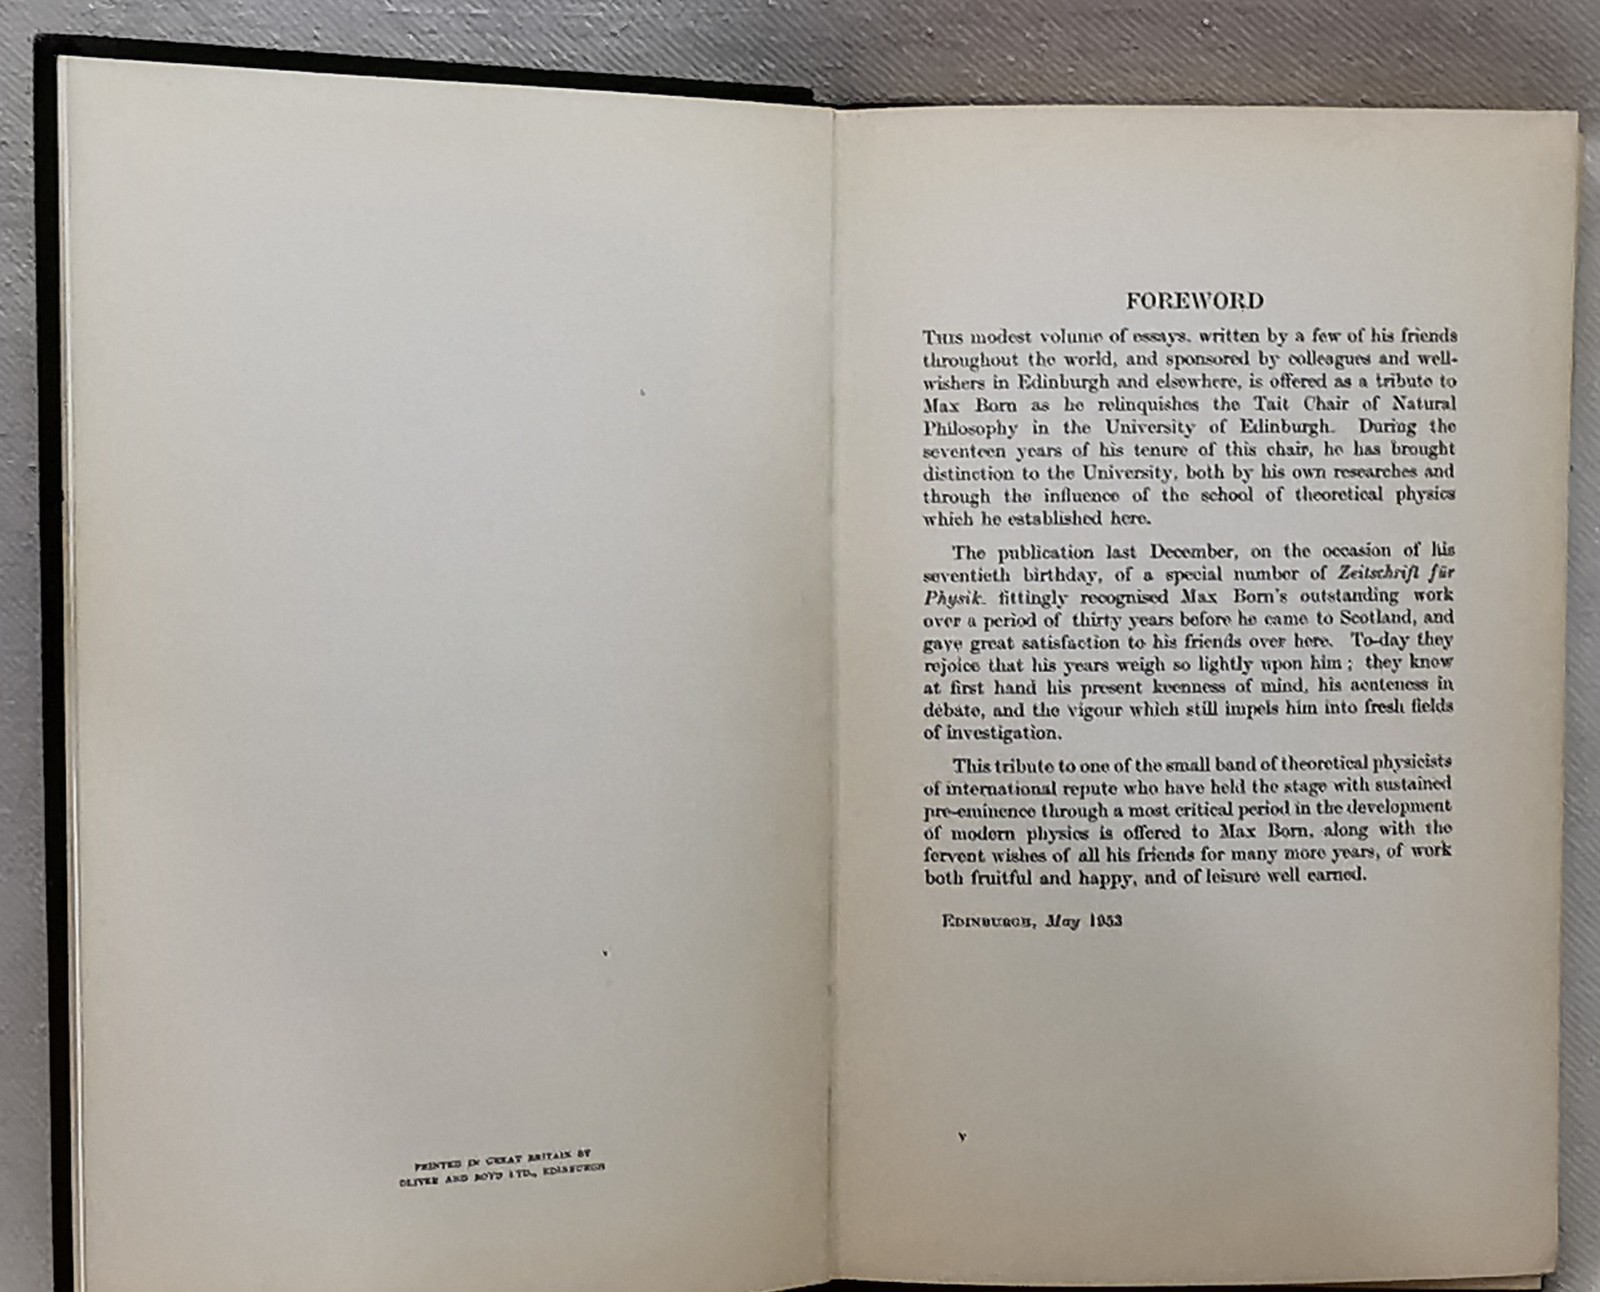 PRINTED IN GREAT BRITAIN BY
OLIVER AND BOYD LTD., EDINBURGH
FOREWORD
THIS modest volume of essays, written by a few of his friends
throughout the world, and sponsored by colleagues and well-
wishers in Edinburgh and elsewhere, is offered as a tribute to
Max Born as he relinquishes the Tait Chair of Natural
Philosophy in the University of Edinburgh. During the
seventeen years of his tenure of this chair, he has brought
distinction to the University, both by his own researches and
through the influence of the school of theoretical physics
which he established here.
The publication last December, on the occasion of his
seventieth birthday, of a special number of Zeitschrift für
Physik, fittingly recognised Max Born's outstanding work
over a period of thirty years before he came to Scotland, and
gave great satisfaction to his friends over here. To-day they
rejoice that his years weigh so lightly upon him ; they know
at first hand his present keenness of mind, his acuteness in
debate, and the vigour which still impels him into fresh fields
of investigation.
This tribute to one of the small band of theoretical physicists
of international repute who have held the stage with sustained
pre-eminence through a most critical period in the development
of modern physics is offered to Max Born, along with the
fervent wishes of all his friends for many more years, of work
both fruitful and happy, and of leisure well earned.
EDINBURGH, May 1953
v